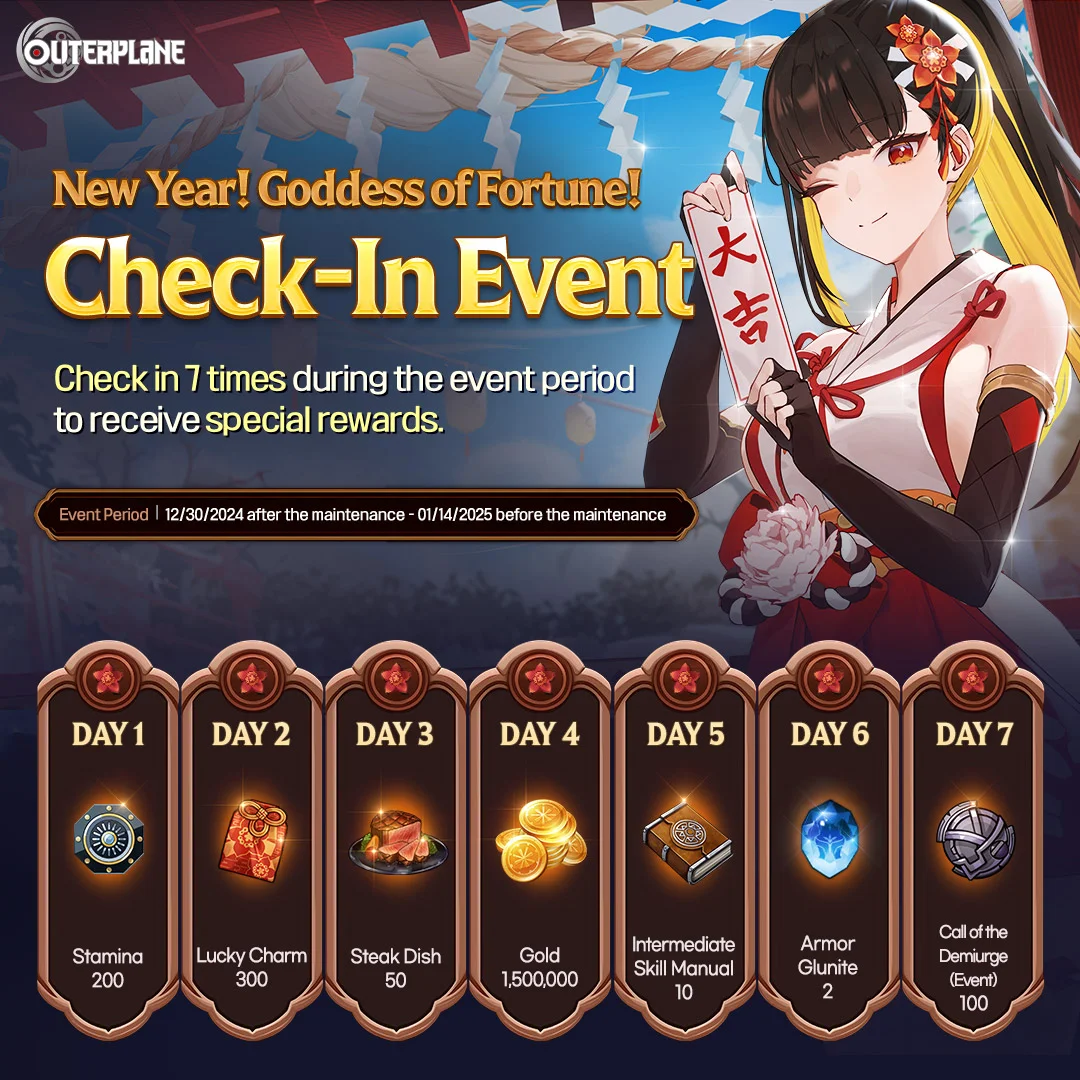 OUTERPLANE
New Year! Goddess of Fortune!
Check-In Event
Check in 7 times during the event period
to receive special rewards.
Event Period | 12/30/2024 after the maintenance - 01/14/2025 before the maintenance
大
吉
DAY 1
Stamina
200
DAY 2
Lucky Charm
300
DAY 3
Steak Dish
50
DAY 4
Gold
1,500,000
DAY 5
Intermediate
Skill Manual
10
DAY 6
Armor
Glunite
2
DAY 7
Call of the
Demiurge
(Event)
100